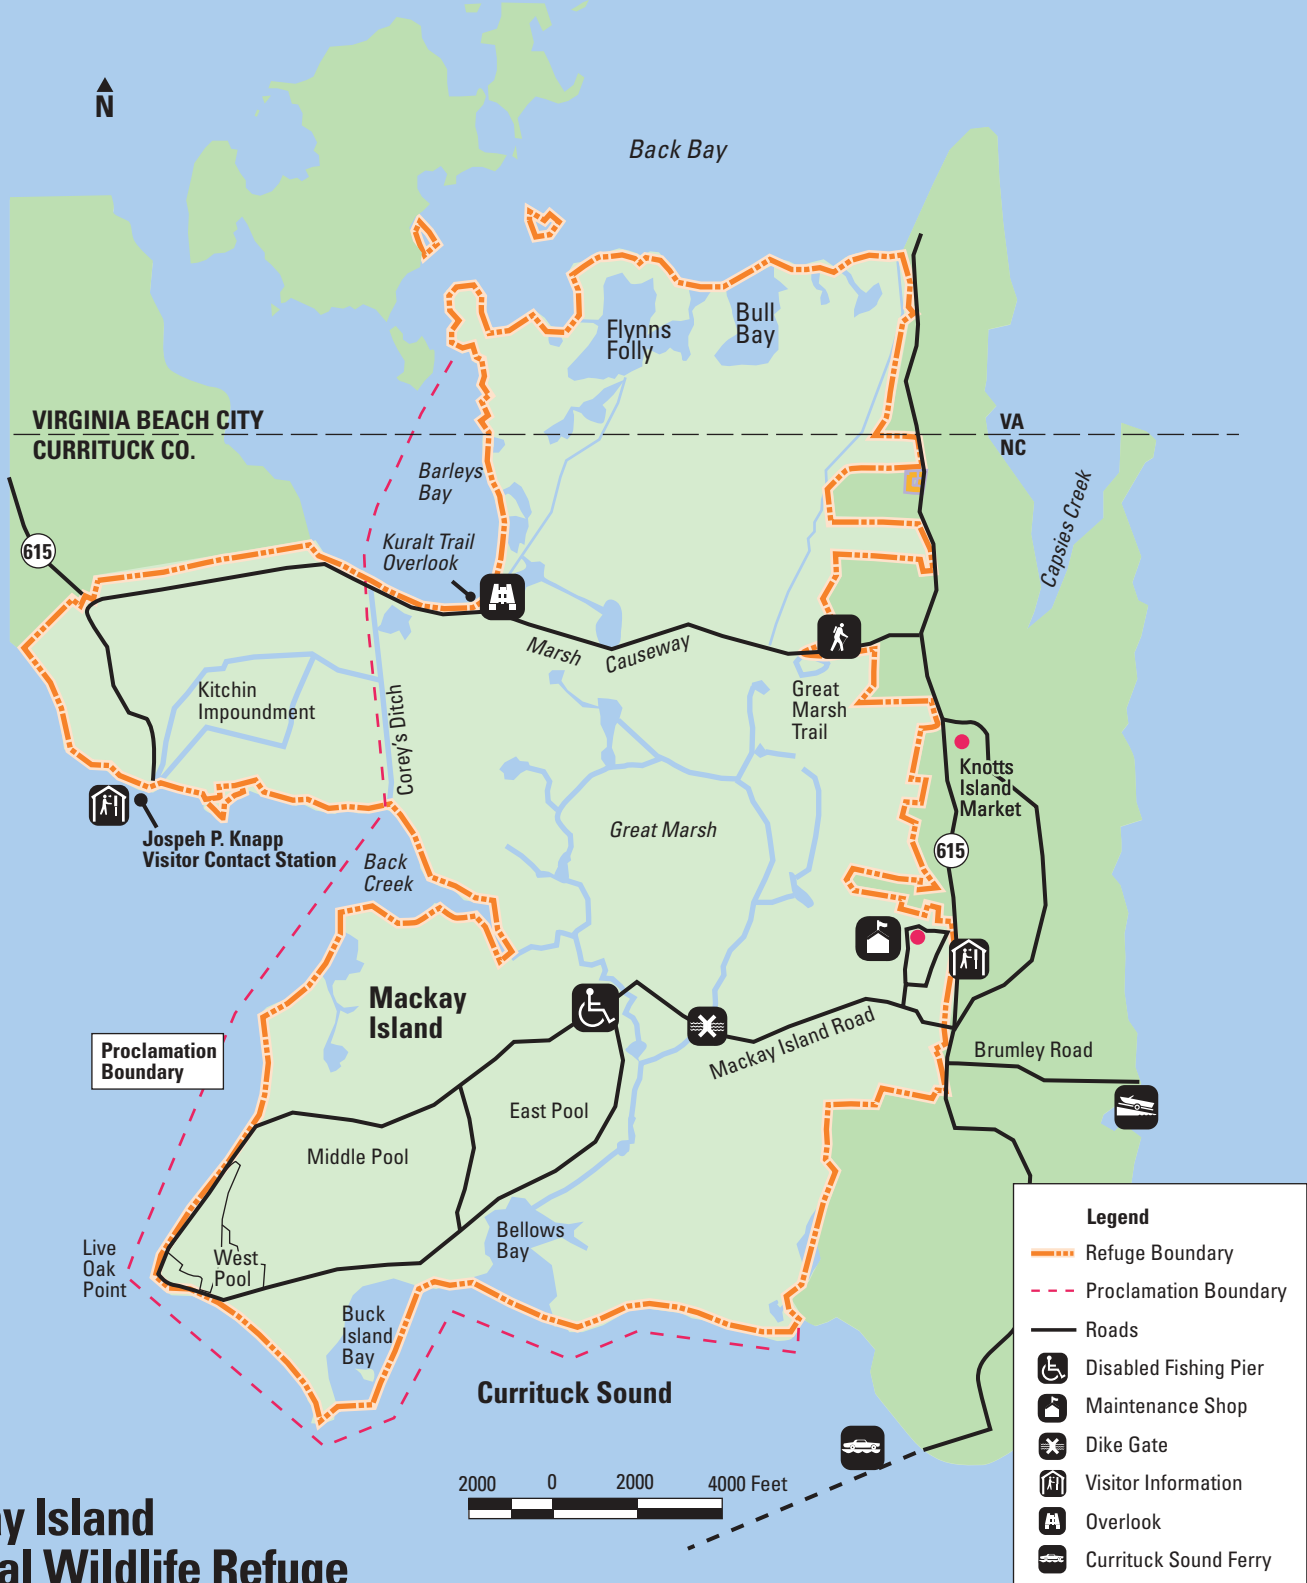 N
Back Bay
Flynns
Folly
Bull
Bay
VIRGINIA BEACH CITY
CURRITUCK CO.
VA
NC
Barleys
Bay
Capsies Creek
Kuralt Trail
Overlook
615
Marsh Causeway
Kitchin
Impoundment
Corey's Ditch
Great
Marsh
Trail
Knotts
Island
Market
Great Marsh
615
Jospeh P. Knapp
Visitor Contact Station
Back
Creek
Mackay
Island
Mackay Island Road
Proclamation
Boundary
Brumley Road
East Pool
Middle Pool
Live
Oak
Point
West
Pool
Bellows
Bay
Buck
Island
Bay
Currituck Sound
2000 0 2000 4000 Feet
Legend
Refuge Boundary
Proclamation Boundary
Roads
Disabled Fishing Pier
Maintenance Shop
Dike Gate
Visitor Information
Overlook
Currituck Sound Ferry
y Island
al Wildlife Refuge